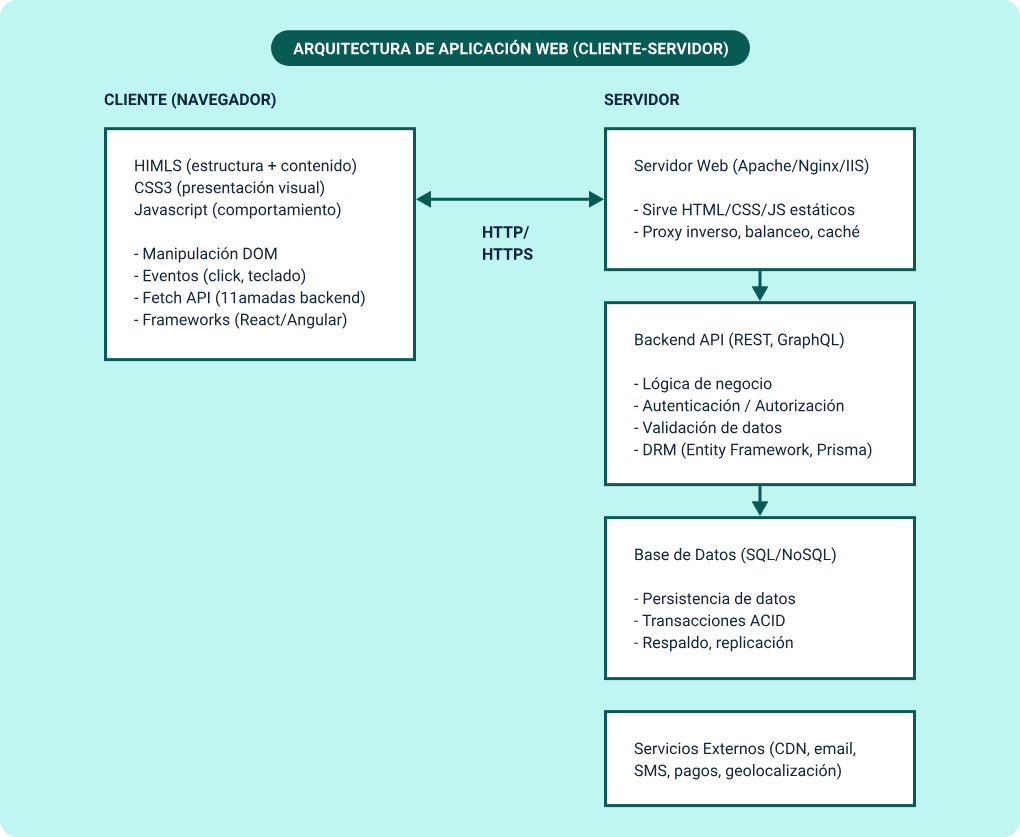 ARQUITECTURA DE APLICACIÓN WEB (CLIENTE-SERVIDOR)
CLIENTE (NAVEGADOR)
HIMLS (estructura + contenido)
CSS3 (presentación visual)
Javascript (comportamiento)
- Manipulación DOM
- Eventos (click, teclado)
- Fetch API (11amadas backend)
- Frameworks (React/Angular)
HTTP/
HTTPS
SERVIDOR
Servidor Web (Apache/Nginx/IIS)
- Sirve HTML/CSS/JS estáticos
- Proxy inverso, balanceo, caché
Backend API (REST, GraphQL)
- Lógica de negocio
- Autenticación / Autorización
- Validación de datos
- DRM (Entity Framework, Prisma)
Base de Datos (SQL/NoSQL)
- Persistencia de datos
- Transacciones ACID
- Respaldo, replicación
Servicios Externos (CDN, email,
SMS, pagos, geolocalización)